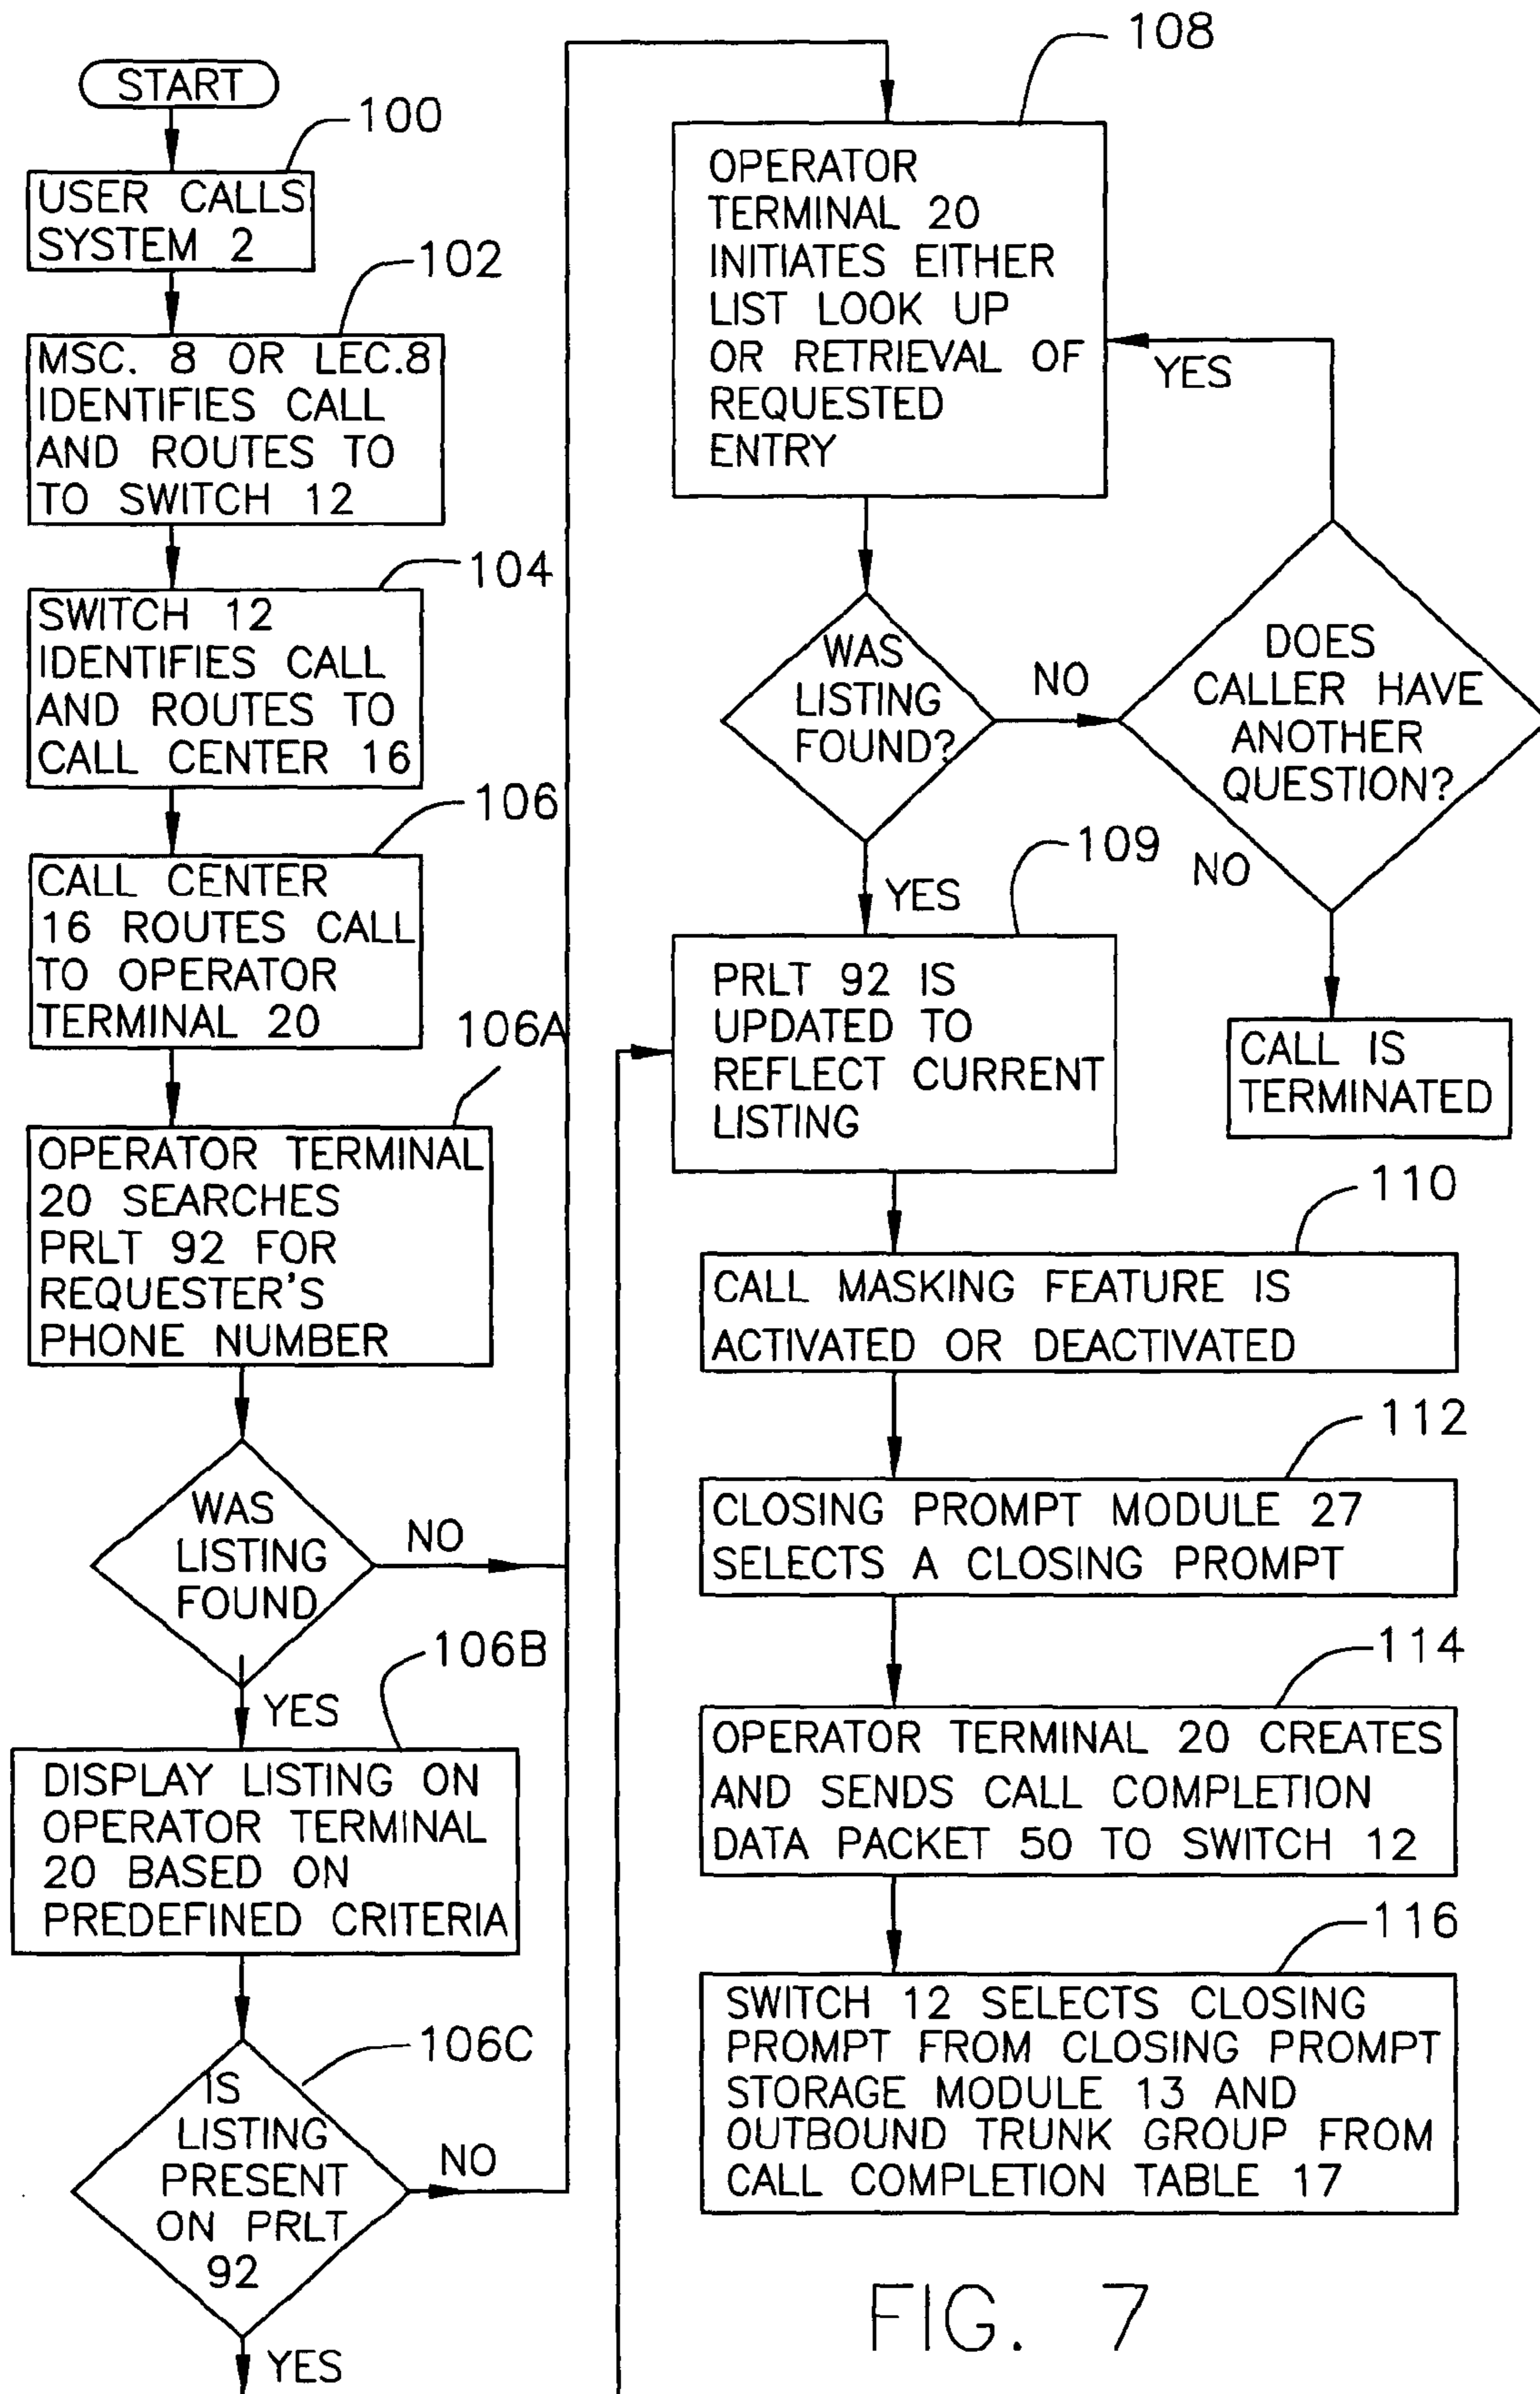 START
100
USER CALLS
SYSTEM 2
102
MSC. 8 OR LEC.8
IDENTIFIES CALL
AND ROUTES TO
TO SWITCH 12
104
SWITCH 12
IDENTIFIES CALL
AND ROUTES TO
CALL CENTER 16
106
CALL CENTER
16 ROUTES CALL
TO OPERATOR
TERMINAL 20
106A
OPERATOR TERMINAL
20 SEARCHES
PRLT 92 FOR
REQUESTER'S
PHONE NUMBER
WAS
LISTING
FOUND
NO
YES
106B
DISPLAY LISTING ON
OPERATOR TERMINAL
20 BASED ON
PREDEFINED CRITERIA
106C
IS
LISTING
PRESENT
ON PRLT
92
NO
YES
108
OPERATOR
TERMINAL 20
INITIATES EITHER
LIST LOOK UP
OR RETRIEVAL OF
REQUESTED
ENTRY
YES
WAS
LISTING
FOUND?
NO
DOES
CALLER HAVE
ANOTHER
QUESTION?
NO
CALL IS
TERMINATED
YES
109
PRLT 92 IS
UPDATED TO
REFLECT CURRENT
LISTING
110
CALL MASKING FEATURE IS
ACTIVATED OR DEACTIVATED
112
CLOSING PROMPT MODULE 27
SELECTS A CLOSING PROMPT
114
OPERATOR TERMINAL 20 CREATES
AND SENDS CALL COMPLETION
DATA PACKET 50 TO SWITCH 12
116
SWITCH 12 SELECTS CLOSING
PROMPT FROM CLOSING PROMPT
STORAGE MODULE 13 AND
OUTBOUND TRUNK GROUP FROM
CALL COMPLETION TABLE 17
FIG. 7